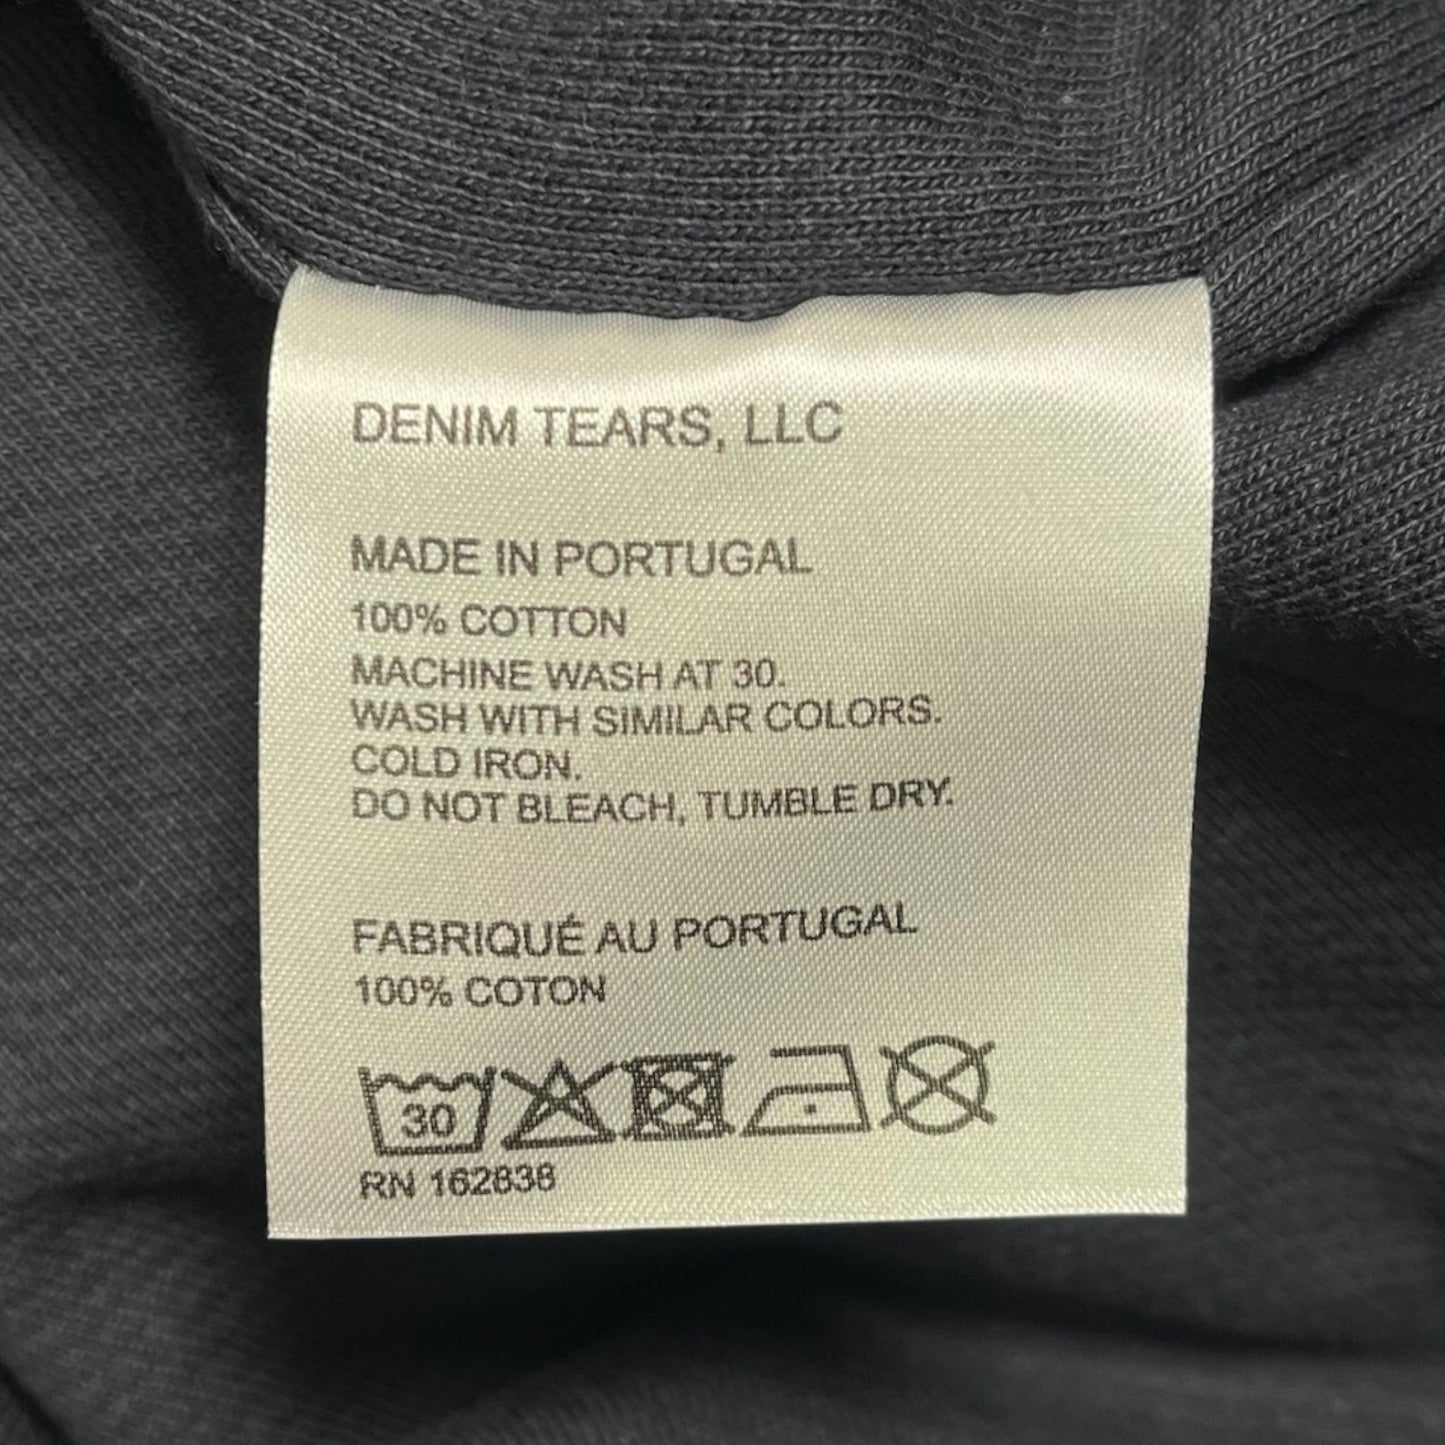 DENIM TEARS, LLC
MADE IN PORTUGAL
100% COTTON
MACHINE WASH AT 30.
WASH WITH SIMILAR COLORS.
COLD IRON.
DO NOT BLEACH, TUMBLE DRY.
FABRIQUÉ AU PORTUGAL
100% COTON
30
RN 162838